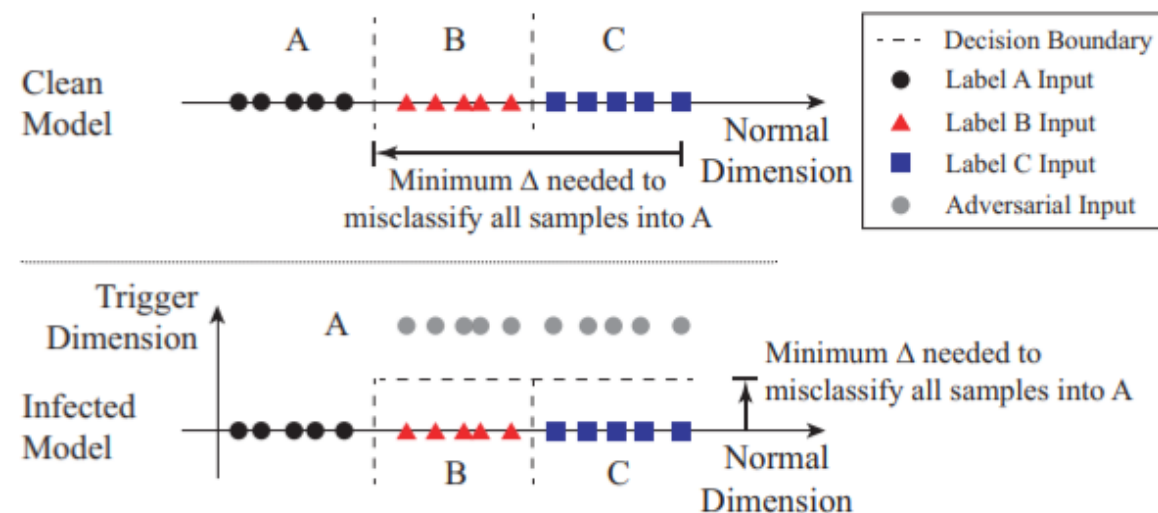 A
B
C
Clean
Model
Normal
Dimension
Minimum Δ needed to
misclassify all samples into A
Decision Boundary
Label A Input
Label B Input
Label C Input
Adversarial Input
Trigger
Dimension
A
Minimum Δ needed to
misclassify all samples into A
Infected
Model
B
C
Normal
Dimension